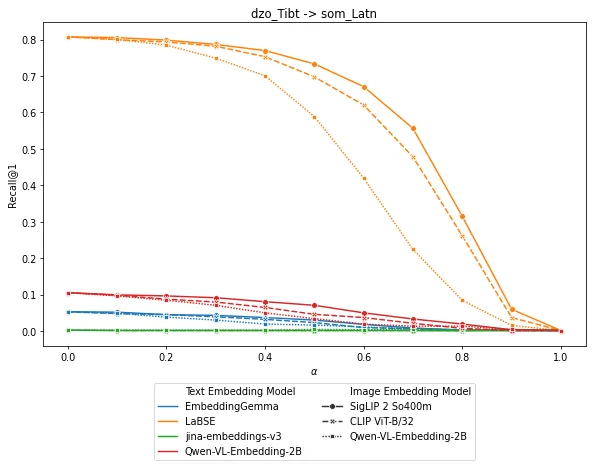 dzo_Tibt -> som_Latn
Recall@1
0.8
0.7
0.6
0.5
0.4
0.3
0.2
0.1
0.0
0.0 0.2 0.4 0.6 0.8 1.0
α
Text Embedding Model
EmbeddingGemma
LaBSE
jina-embeddings-v3
Qwen-VL-Embedding-2B
Image Embedding Model
SigLIP 2 So400m
CLIP ViT-B/32
Qwen-VL-Embedding-2B